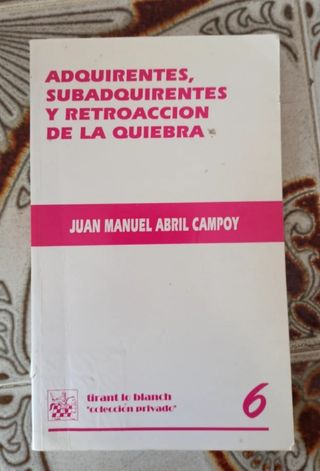 ADQUIRENTES,
SUBADQUIRENTES
Y RETROACCION
DE LA QUIEBRA
JUAN MANUEL ABRIL CAMPOY
tirant lo blanch
"colección privado"
6